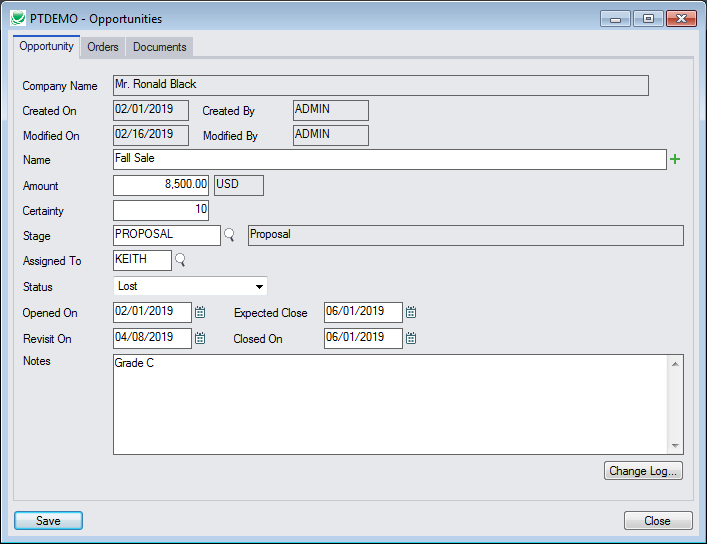 PTDEMO - Opportunities
Opportunity Orders Documents
Company Name Mr. Ronald Black
Created On 02/01/2019 Created By ADMIN
Modified On 02/16/2019 Modified By ADMIN
Name Fall Sale
Amount 8,500.00 USD
Certainty 10
Stage PROPOSAL Proposal
Assigned To KEITH
Status Lost
Opened On 02/01/2019 Expected Close 06/01/2019
Revisit On 04/08/2019 Closed On 06/01/2019
Notes Grade C
Change Log...
Save Close